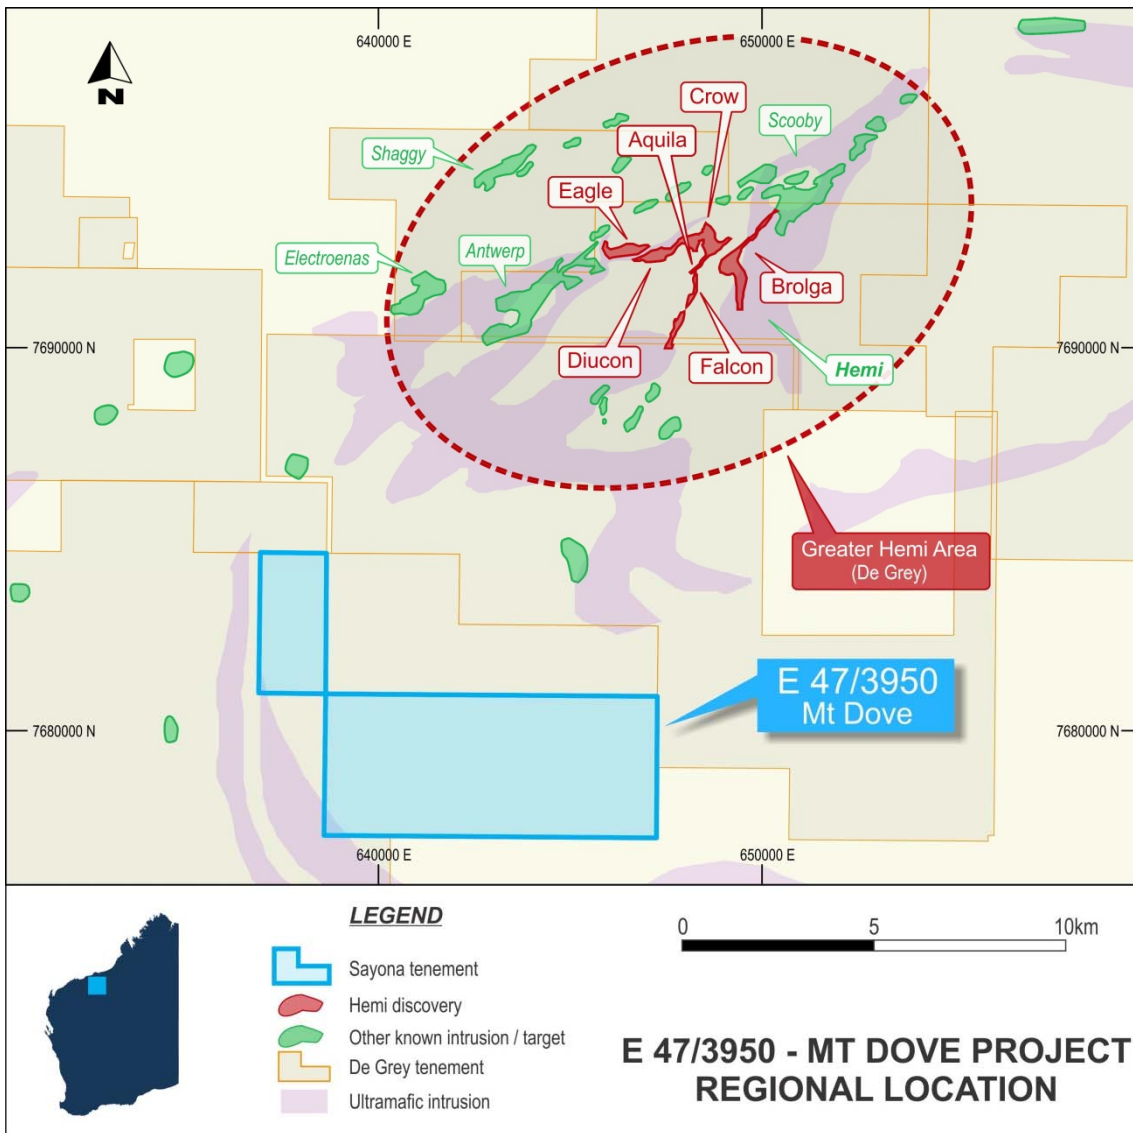 640000 E
650000 E
N
Crow
Scooby
Aquila
Shaggy
Eagle
Electroenas
Antwerp
Brolga
7690000 N
Diucon
Falcon
Hemi
7690000 N
Greater Hemi Area
(De Grey)
E 47/3950
Mt Dove
7680000 N
7680000 N
640000 E
650000 E
LEGEND
Sayona tenement
Hemi discovery
Other known intrusion / target
De Grey tenement
Ultramafic intrusion
0 5 10km
E 47/3950 - MT DOVE PROJECT
REGIONAL LOCATION